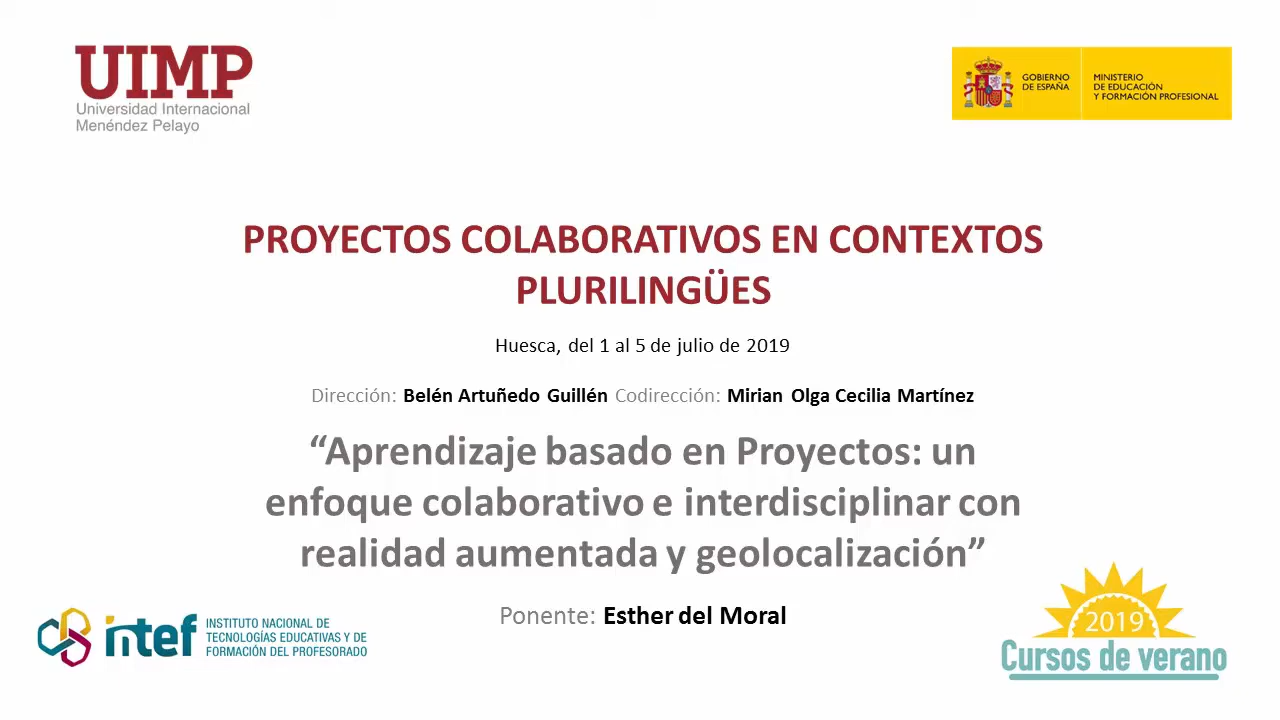 UIMP
Universidad Internacional
Menéndez Pelayo
GOBIERNO
DE ESPAÑA
MINISTERIO
DE EDUCACIÓN
Y FORMACIÓN PROFESIONAL
PROYECTOS COLABORATIVOS EN CONTEXTOS
PLURILINGÜES
Huesca, del 1 al 5 de julio de 2019
Dirección: Belén Artuñedo Guillén Codirección: Mirian Olga Cecilia Martínez
“Aprendizaje basado en Proyectos: un
enfoque colaborativo e interdisciplinar con
realidad aumentada y geolocalización”
Ponente: Esther del Moral
intef
INSTITUTO NACIONAL DE
TECNOLOGÍAS EDUCATIVAS Y DE
FORMACIÓN DEL PROFESORADO
2019
Cursos de verano